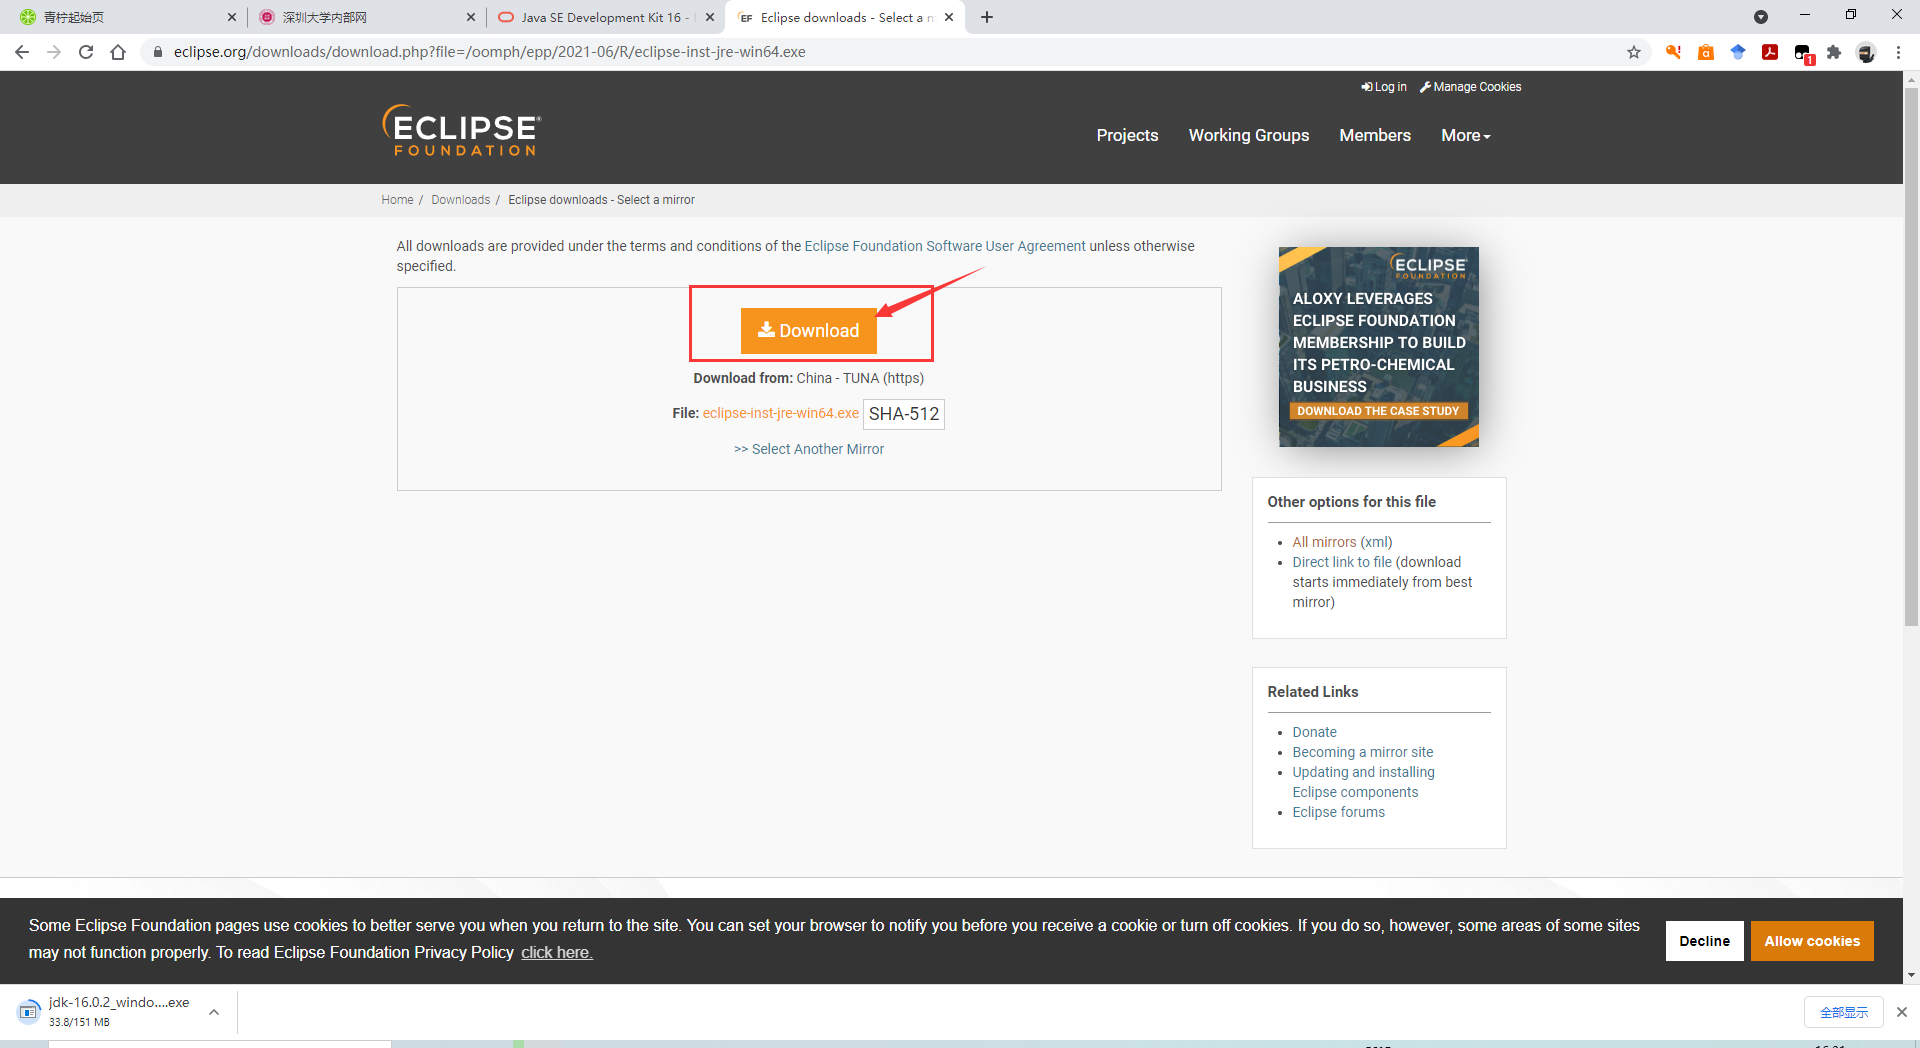 青柠起始页
深圳大学内部网
Java SE Development Kit 16 -
EF Eclipse downloads - Select a m
eclipse.org/downloads/download.php?file=/oomph/epp/2021-06/R/eclipse-inst-jre-win64.exe
1
Log in Manage Cookies
ECLIPSE
FOUNDATION
Projects Working Groups Members More
Home / Downloads / Eclipse downloads - Select a mirror
All downloads are provided under the terms and conditions of the Eclipse Foundation Software User Agreement unless otherwise
specified.
Download
Download from: China - TUNA (https)
File: eclipse-inst-jre-win64.exe SHA-512
>> Select Another Mirror
ECLIPSE
FOUNDATION
ALOXY LEVERAGES
ECLIPSE FOUNDATION
MEMBERSHIP TO BUILD
ITS PETRO-CHEMICAL
BUSINESS
DOWNLOAD THE CASE STUDY
Other options for this file
All mirrors (xml)
Direct link to file (download
starts immediately from best
mirror)
Related Links
Donate
Becoming a mirror site
Updating and installing
Eclipse components
Eclipse forums
Some Eclipse Foundation pages use cookies to better serve you when you return to the site. You can set your browser to notify you before you receive a cookie or turn off cookies. If you do so, however, some areas of some sites
may not function properly. To read Eclipse Foundation Privacy Policy click here.
Decline
Allow cookies
jdk-16.0.2_windo....exe
33.8/151 MB
全部显示